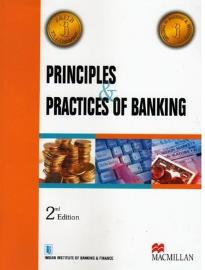 PRINCIPLES
&
PRACTICES OF BANKING
2nd
Edition
INDIAN INSTITUTE OF BANKING & FINANCE
MACMILLAN